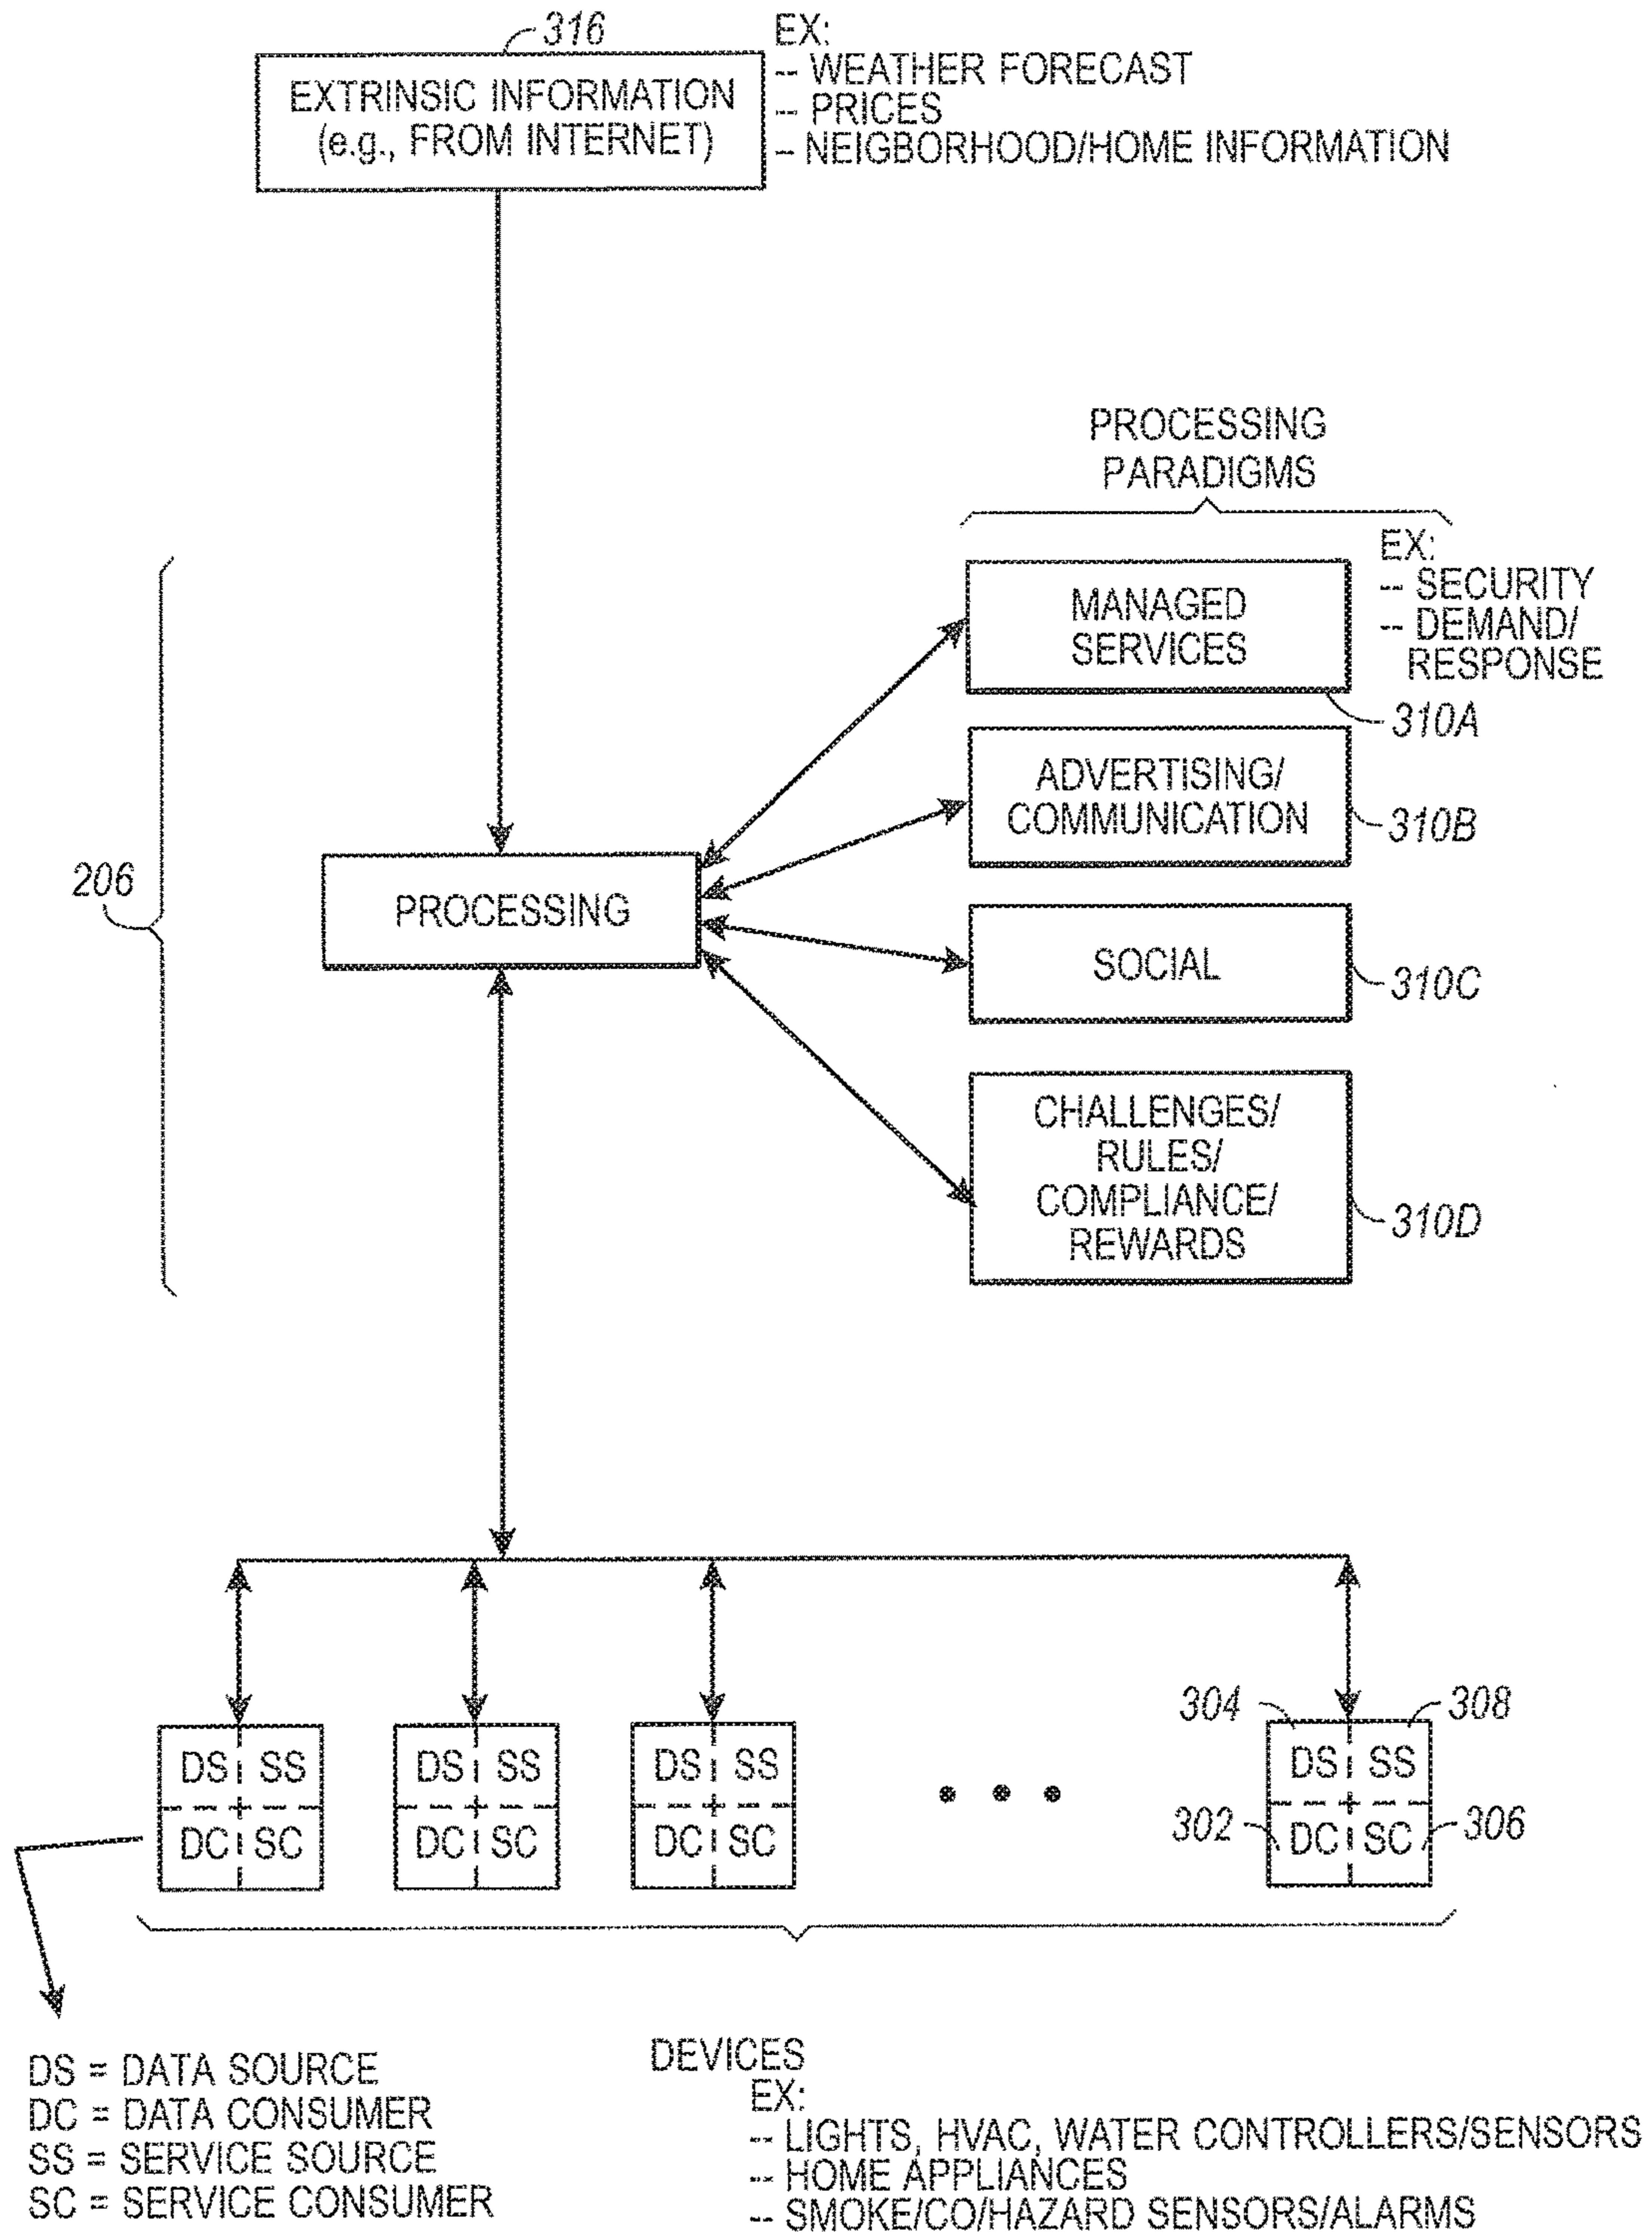 316
EXTRINSIC INFORMATION
(e.g., FROM INTERNET)
EX:
-- WEATHER FORECAST
-- PRICES
-- NEIGBORHOOD/HOME INFORMATION
PROCESSING
PARADIGMS
MANAGED
SERVICES
EX:
-- SECURITY
-- DEMAND/
RESPONSE
310A
ADVERTISING/
COMMUNICATION
310B
206
PROCESSING
SOCIAL
310C
CHALLENGES/
RULES/
COMPLIANCE/
REWARDS
310D
304
308
DS SS
DS SS
DS SS
DS SS
302
306
DC SC
DC SC
DC SC
DC SC
DS = DATA SOURCE
DC = DATA CONSUMER
SS = SERVICE SOURCE
SC = SERVICE CONSUMER
DEVICES
EX:
-- LIGHTS, HVAC, WATER CONTROLLERS/SENSORS
-- HOME APPLIANCES
-- SMOKE/CO/HAZARD SENSORS/ALARMS